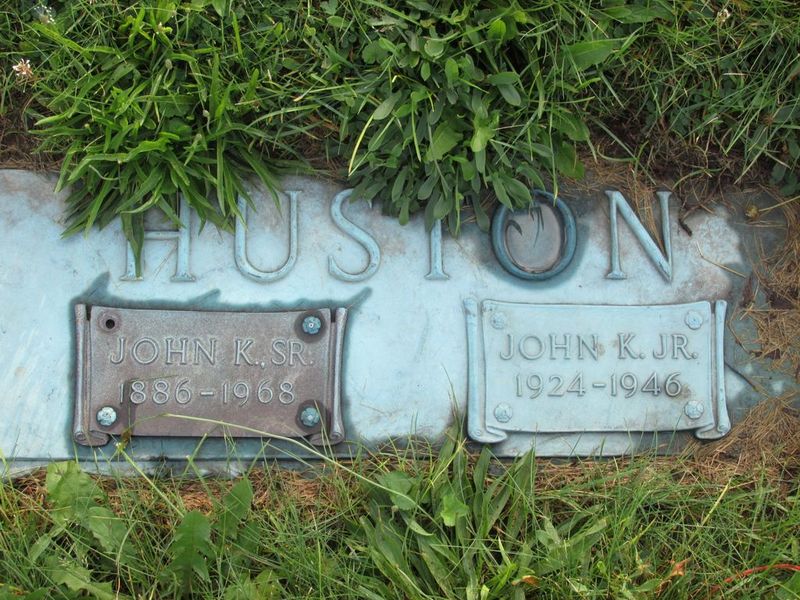 HUSTON
JOHN K., SR.
1886-1968
JOHN K. JR.
1924-1946